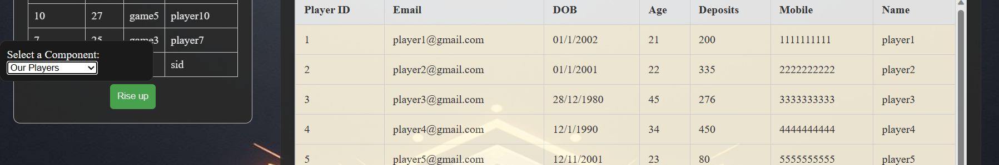 10 27 game5 player10
7 25 game3 player7
sid
Select a Component:
Our Players
Rise up
Player ID Email DOB Age Deposits Mobile Name
1 player1@gmail.com 01/1/2002 21 200 1111111111 player1
2 player2@gmail.com 01/1/2001 22 335 2222222222 player2
3 player3@gmail.com 28/12/1980 45 276 3333333333 player3
4 player4@gmail.com 12/1/1990 34 450 4444444444 player4
5 player5@gmail.com 12/11/2001 23 80 5555555555 player5